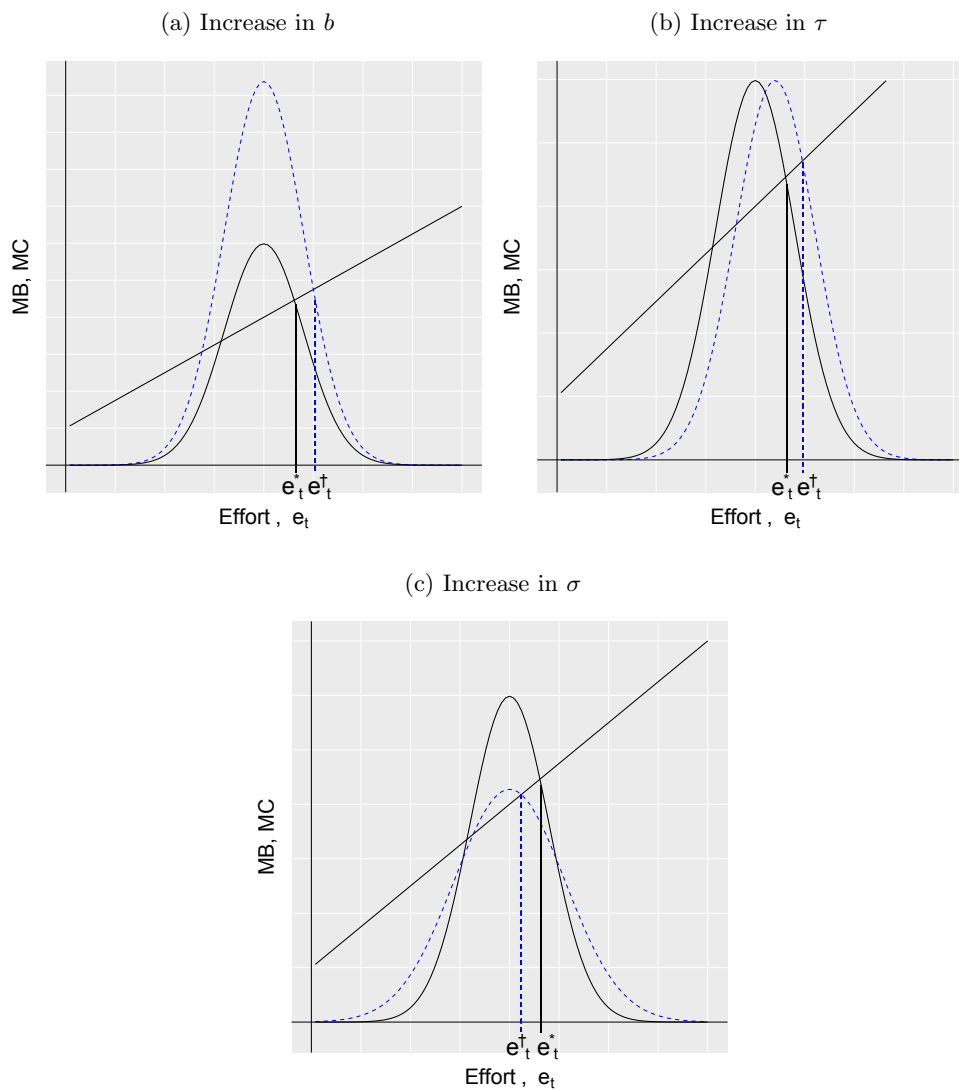 (a) Increase in b
(b) Increase in τ
MB, MC
e*t e†t
Effort , et
MB, MC
e*t e†t
Effort , et
(c) Increase in σ
MB, MC
e†t e*t
Effort , et